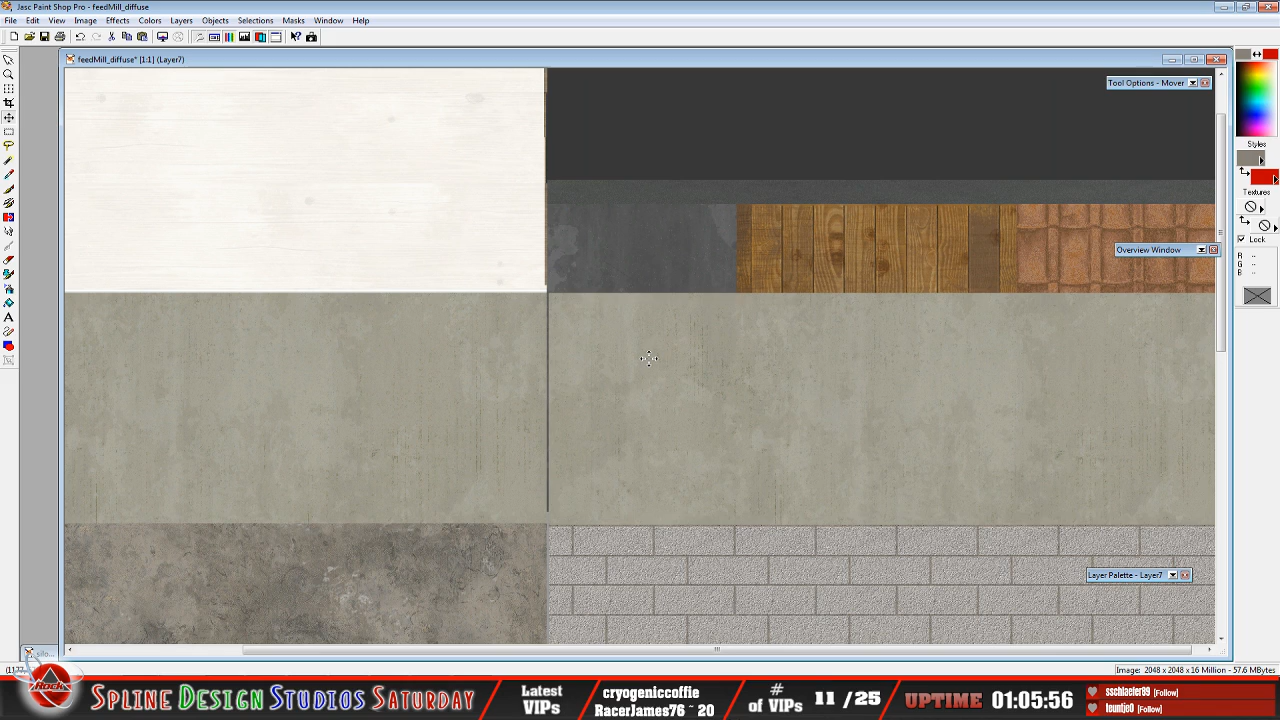 Jasc Paint Shop Pro - feedMill_diffuse
File Edit View Image Effects Colors Layers Objects Selections Masks Window Help
feedMill_diffuse* [1:1] (Layer7)
Tool Options - Mover
Styles
Textures
Overview Window
Lock
R --
G --
B --
Layer Palette - Layer7
Image: 2048 x 2048 x 16 Million - 57.6 MBytes
SPLINE DESIGN STUDIOS SATURDAY
Latest VIPs
cryogeniccoffie
RacerJames76 ~ 20
# of VIPs
11 /25
UPTIME
01:05:56
sschlaefer89 [Follow]
teuntje0 [Follow]